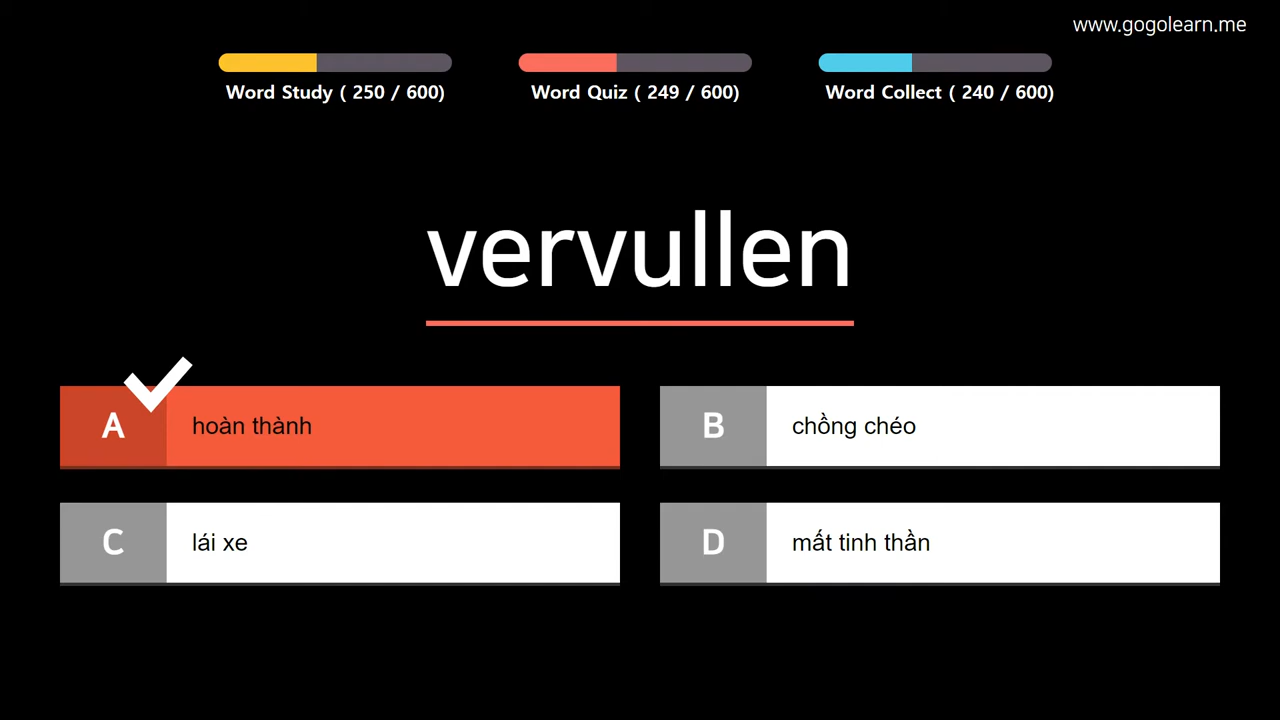 www.gogolearn.me
Word Study ( 250 / 600)
Word Quiz ( 249 / 600)
Word Collect ( 240 / 600)
vervullen
A
hoàn thành
B
chồng chéo
C
lái xe
D
mất tinh thần